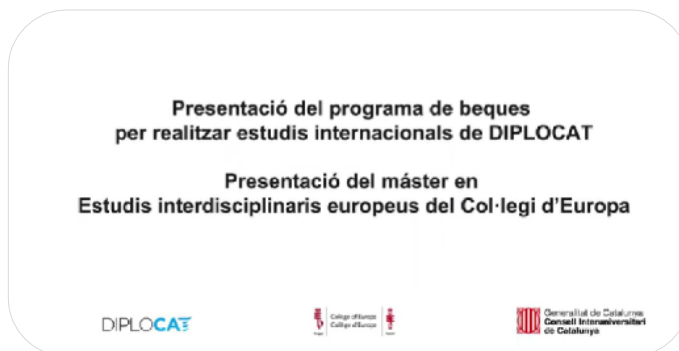 Presentació del programa de beques
per realitzar estudis internacionals de DIPLOCAT
Presentació del máster en
Estudis interdisciplinaris europeus del Col·legi d'Europa
DIPLOCAT
College of Europe
Collège d'Europe
Generalitat de Catalunya
Consell Interuniversitari
de Catalunya